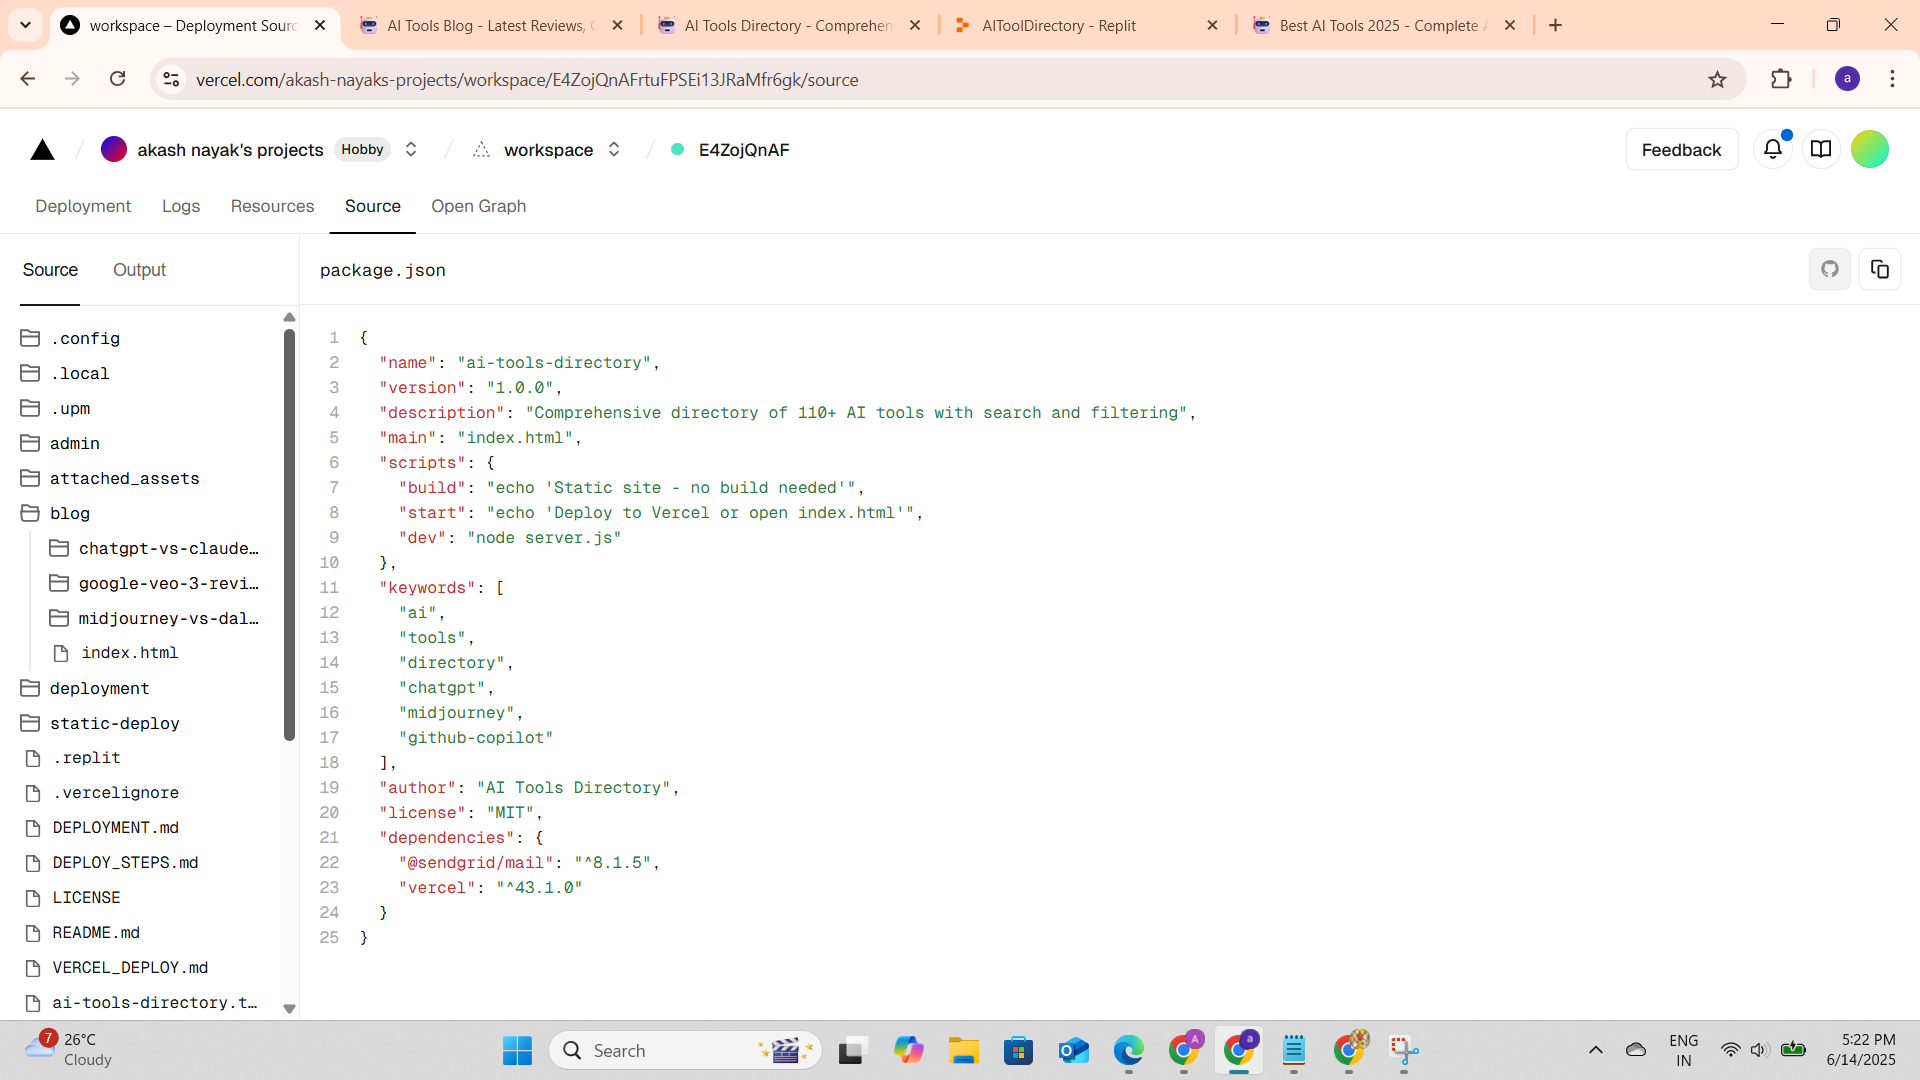 workspace – Deployment Sourc
AI Tools Blog - Latest Reviews, C
AI Tools Directory - Comprehen
AIToolDirectory - Replit
Best AI Tools 2025 - Complete A
vercel.com/akash-nayaks-projects/workspace/E4ZojQnAFrtuFPSEi13JRaMfr6gk/source
a
akash nayak's projects Hobby
workspace
E4ZojQnAF
Feedback
Deployment
Logs
Resources
Source
Open Graph
Source
Output
package.json
.config
.local
.upm
admin
attached_assets
blog
chatgpt-vs-claude…
google-veo-3-revi…
midjourney-vs-dal…
index.html
deployment
static-deploy
.replit
.vercelignore
DEPLOYMENT.md
DEPLOY_STEPS.md
LICENSE
README.md
VERCEL_DEPLOY.md
ai-tools-directory.t…
1 {
2 "name": "ai-tools-directory",
3 "version": "1.0.0",
4 "description": "Comprehensive directory of 110+ AI tools with search and filtering",
5 "main": "index.html",
6 "scripts": {
7 "build": "echo 'Static site - no build needed'",
8 "start": "echo 'Deploy to Vercel or open index.html'",
9 "dev": "node server.js"
10 },
11 "keywords": [
12 "ai",
13 "tools",
14 "directory",
15 "chatgpt",
16 "midjourney",
17 "github-copilot"
18 ],
19 "author": "AI Tools Directory",
20 "license": "MIT",
21 "dependencies": {
22 "@sendgrid/mail": "^8.1.5",
23 "vercel": "^43.1.0"
24 }
25 }
7
26°C
Cloudy
Search
A
a
ENG
IN
5:22 PM
6/14/2025